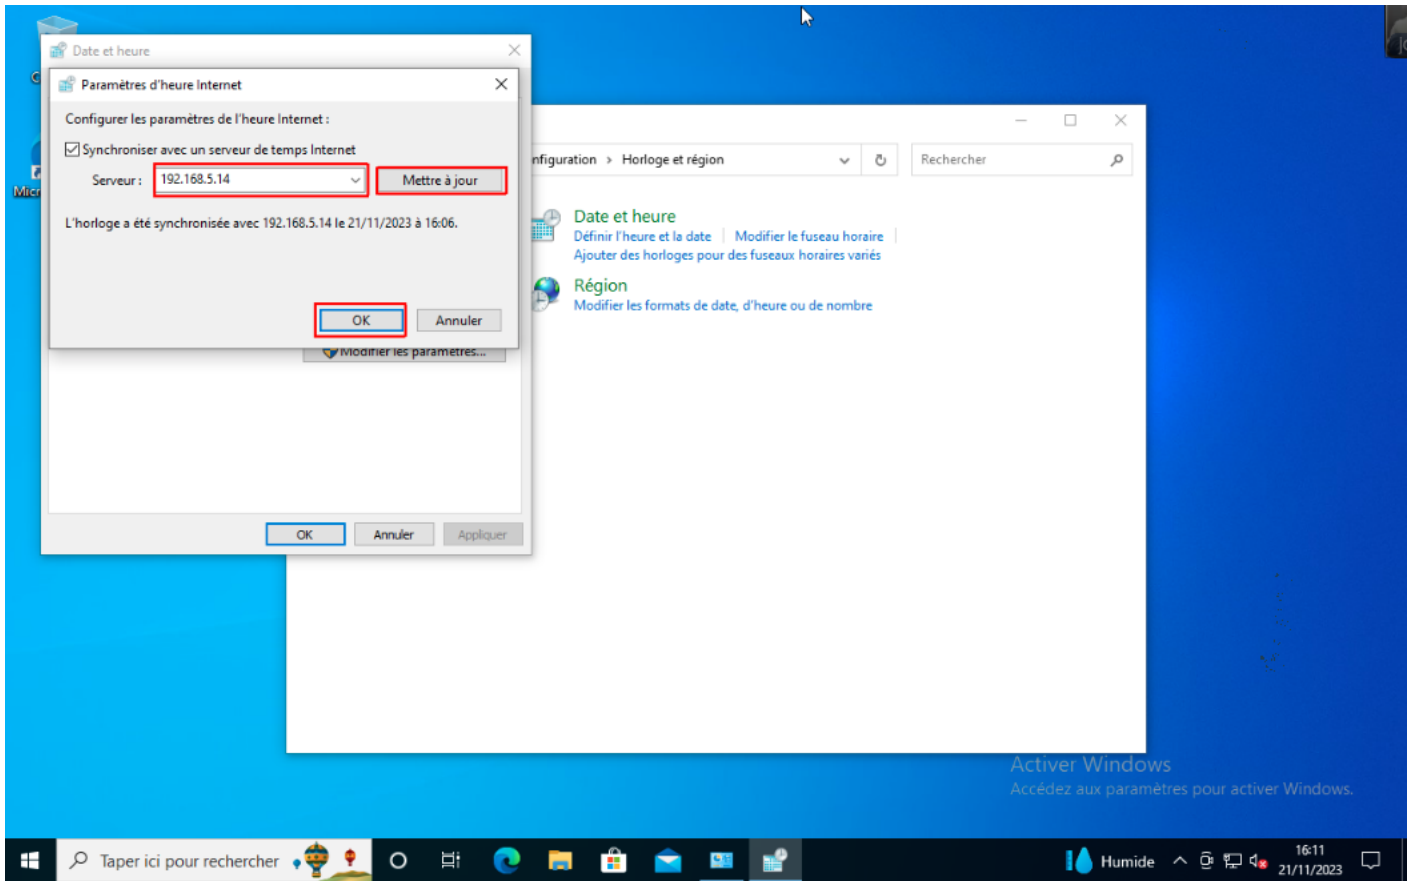 Date et heure
Paramètres d'heure Internet
Configurer les paramètres de l'heure Internet :
Synchroniser avec un serveur de temps Internet
Serveur : 192.168.5.14 Mettre à jour
L'horloge a été synchronisée avec 192.168.5.14 le 21/11/2023 à 16:06.
OK Annuler
Modifier les paramètres...
OK Annuler Appliquer
nfiguration > Horloge et région
Rechercher
Date et heure
Définir l'heure et la date Modifier le fuseau horaire
Ajouter des horloges pour des fuseaux horaires variés
Région
Modifier les formats de date, d'heure ou de nombre
Micr
Activer Windows
Accédez aux paramètres pour activer Windows.
Taper ici pour rechercher
Humide
16:11
21/11/2023